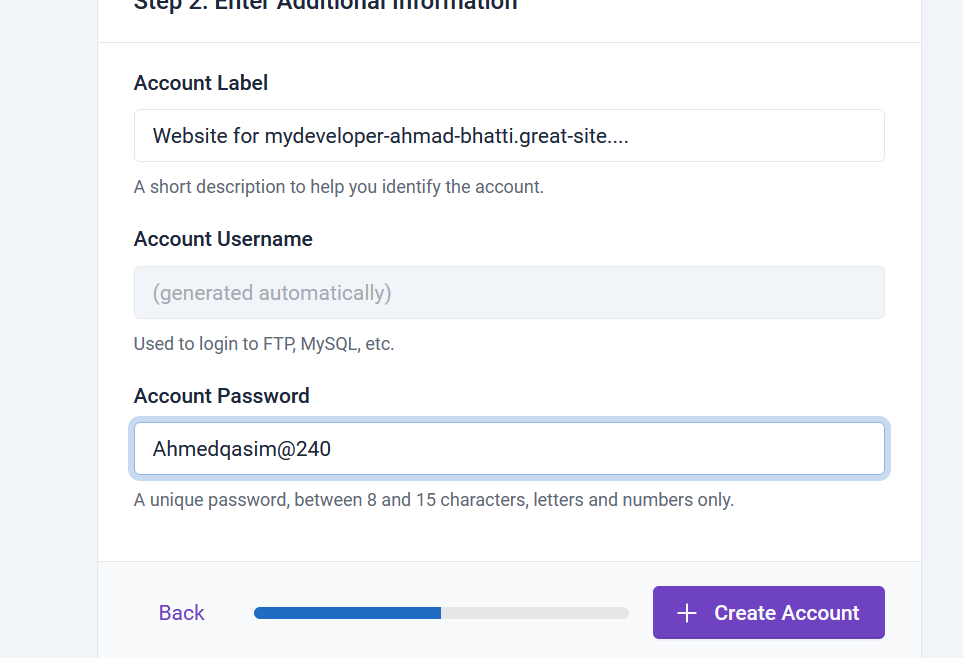 Step 2: Enter Additional Information
Account Label
Website for mydeveloper-ahmad-bhatti.great-site....
A short description to help you identify the account.
Account Username
(generated automatically)
Used to login to FTP, MySQL, etc.
Account Password
Ahmedqasim@240
A unique password, between 8 and 15 characters, letters and numbers only.
Back
+ Create Account